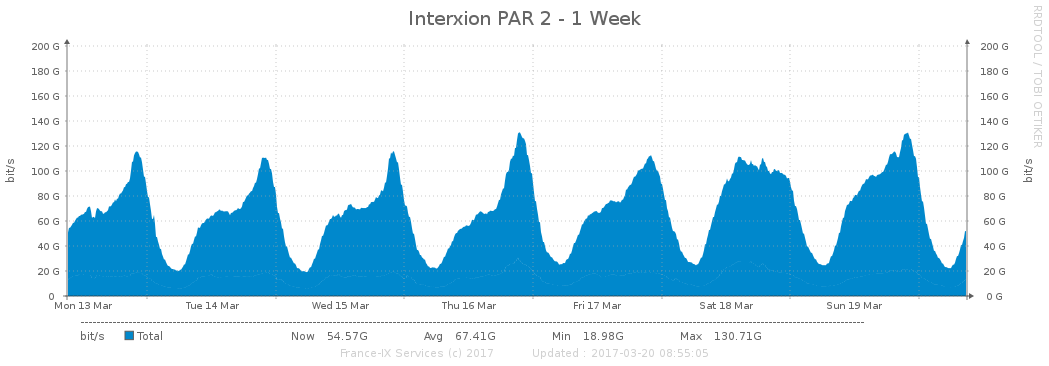 Interxion PAR 2 - 1 Week
RRDTOOL / TOBI OETIKER
200 G 200 G
180 G 180 G
160 G 160 G
140 G 140 G
120 G 120 G
100 G 100 G
80 G 80 G
60 G 60 G
40 G 40 G
20 G 20 G
0 0 G
bit/s bit/s
Mon 13 Mar Tue 14 Mar Wed 15 Mar Thu 16 Mar Fri 17 Mar Sat 18 Mar Sun 19 Mar
bit/s Total Now 54.57G Avg 67.41G Min 18.98G Max 130.71G
France-IX Services (c) 2017 Updated : 2017-03-20 08:55:05